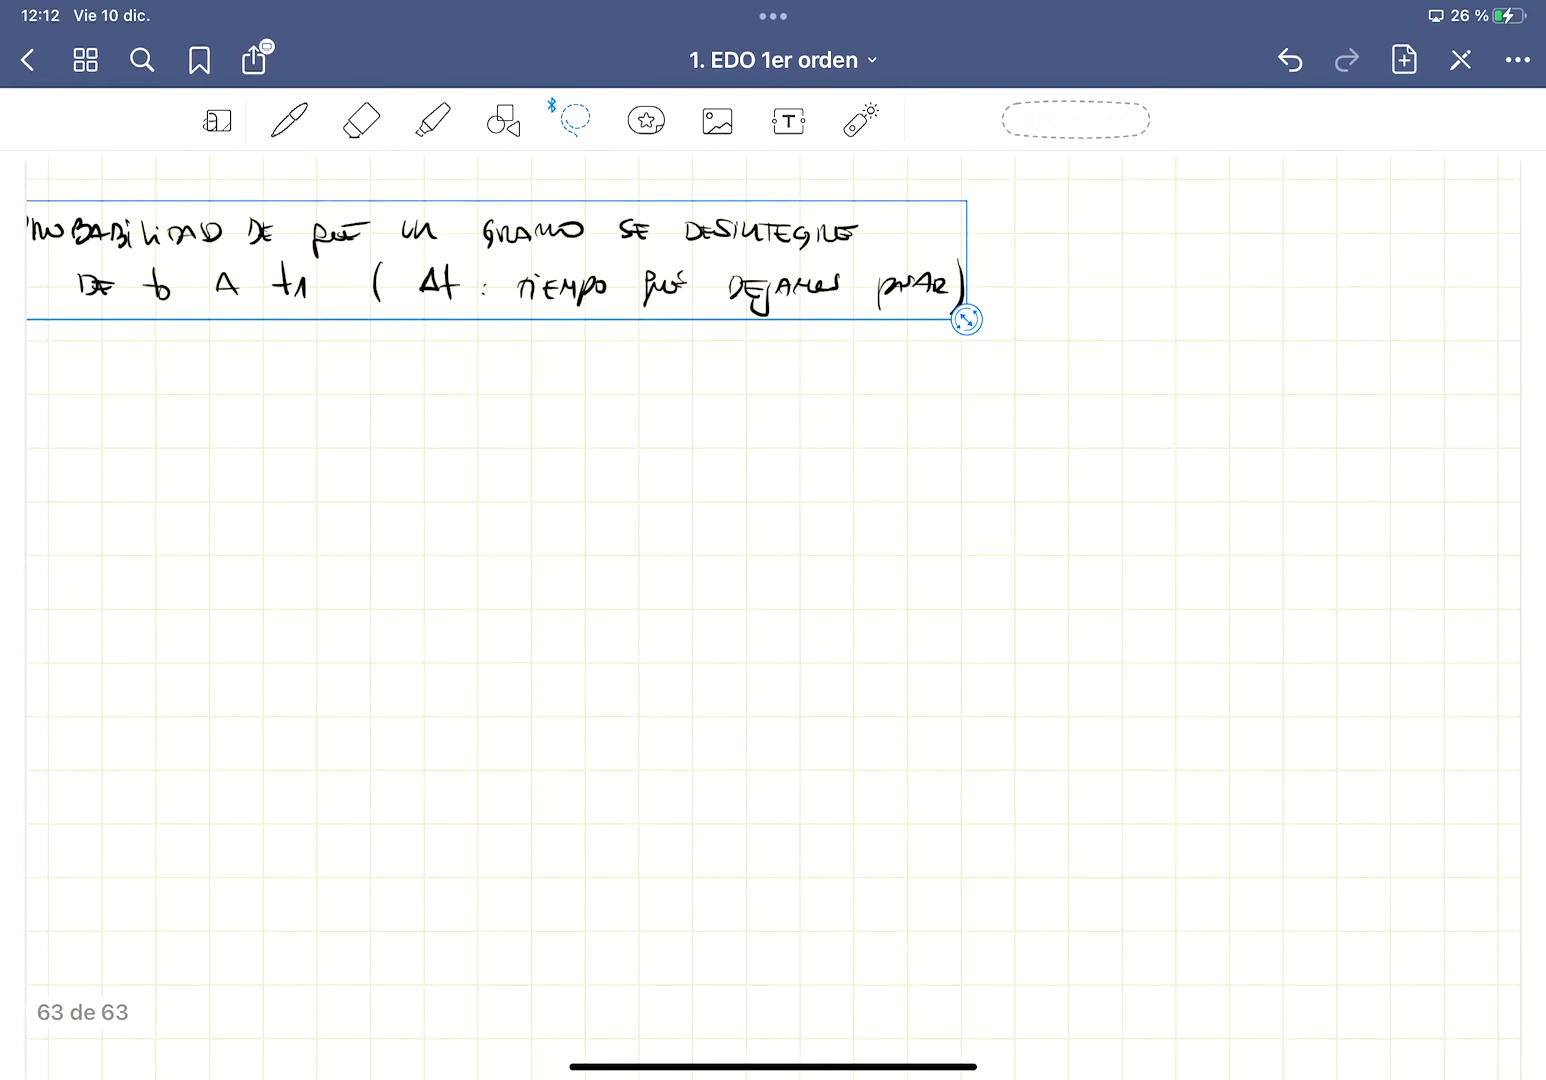 12:12 Vie 10 dic.
26 %
1. EDO 1er orden
PROBABILIDAD DE QUE UN GRAMO SE DESINTEGRE
DE t0 A t1 ( Δt : TIEMPO QUE DEJAMOS PASAR)
63 de 63